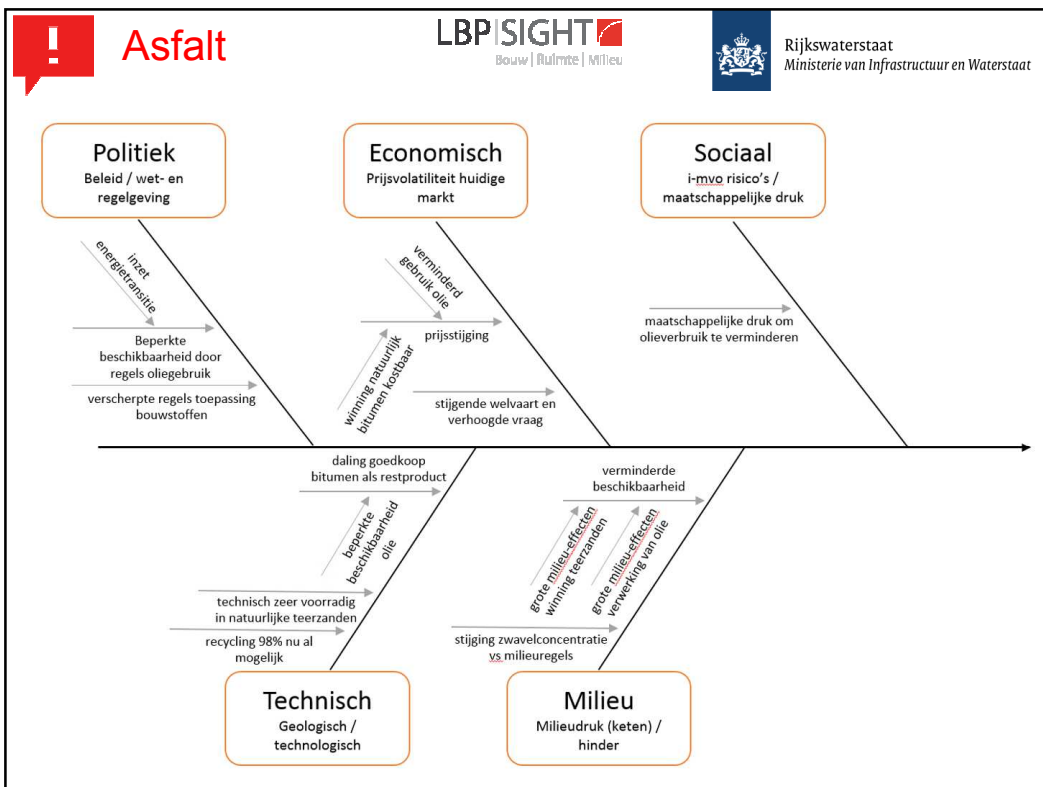 !
Asfalt
LBP|SIGHT
Bouw | Ruimte | Milieu
Rijkswaterstaat
Ministerie van Infrastructuur en Waterstaat
Politiek
Beleid / wet- en
regelgeving
Economisch
Prijsvolatiliteit huidige
markt
Sociaal
i-mvo risico's /
maatschappelijke druk
inzet
energietransitie
Beperkte
beschikbaarheid door
regels oliegebruik
verscherpte regels toepassing
bouwstoffen
verminderd
gebruik olie
prijsstijging
winning natuurlijk
bitumen kostbaar
stijgende welvaart en
verhoogde vraag
maatschappelijke druk om
olieverbruik te verminderen
daling goedkoop
bitumen als restproduct
beperkte
beschikbaarheid
olie
technisch zeer voorradig
in natuurlijke teerzanden
recycling 98% nu al
mogelijk
verminderde
beschikbaarheid
grote milieu-effecten
winning teerzanden
grote milieu-effecten
verwerking van olie
stijging zwavelconcentratie
vs milieuregels
Technisch
Geologisch /
technologisch
Milieu
Milieudruk (keten) /
hinder